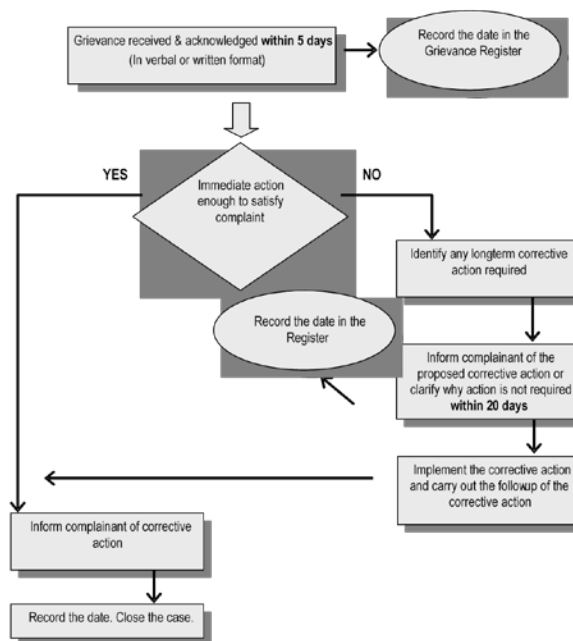 Grievance received & acknowledged within 5 days
(In verbal or written format)
Record the date in the
Grievance Register
YES
Immediate action
enough to satisfy
complaint
NO
Identify any longterm corrective
action required
Record the date in the
Register
Inform complainant of the
proposed corrective action or
clarify why action is not required
within 20 days
Implement the corrective action
and carry out the followup of the
corrective action
Inform complainant of corrective
action
Record the date. Close the case.